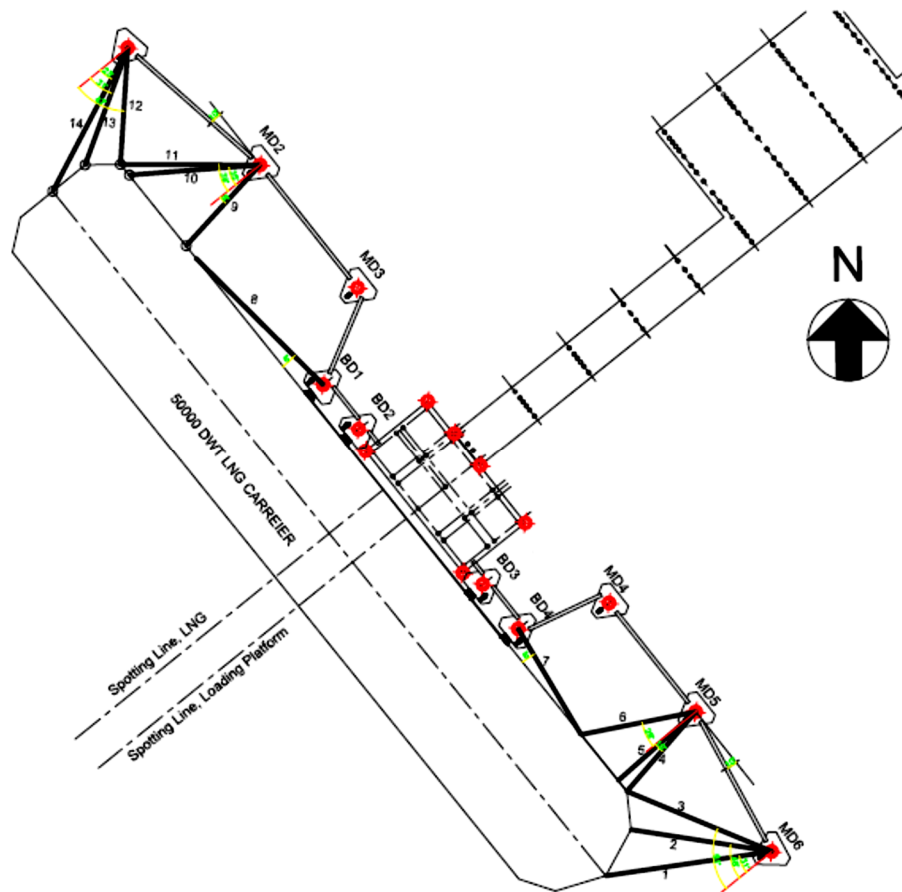 12
13
14
11
10
MD2
9
MD3
N
8
BD1
BD2
50000 DWT LNG CARREIER
BD3
MD4
BD4
Spotting Line, LNG
Spotting Line, Loading Platform
7
MD5
6
5
4
3
2
MD6
1